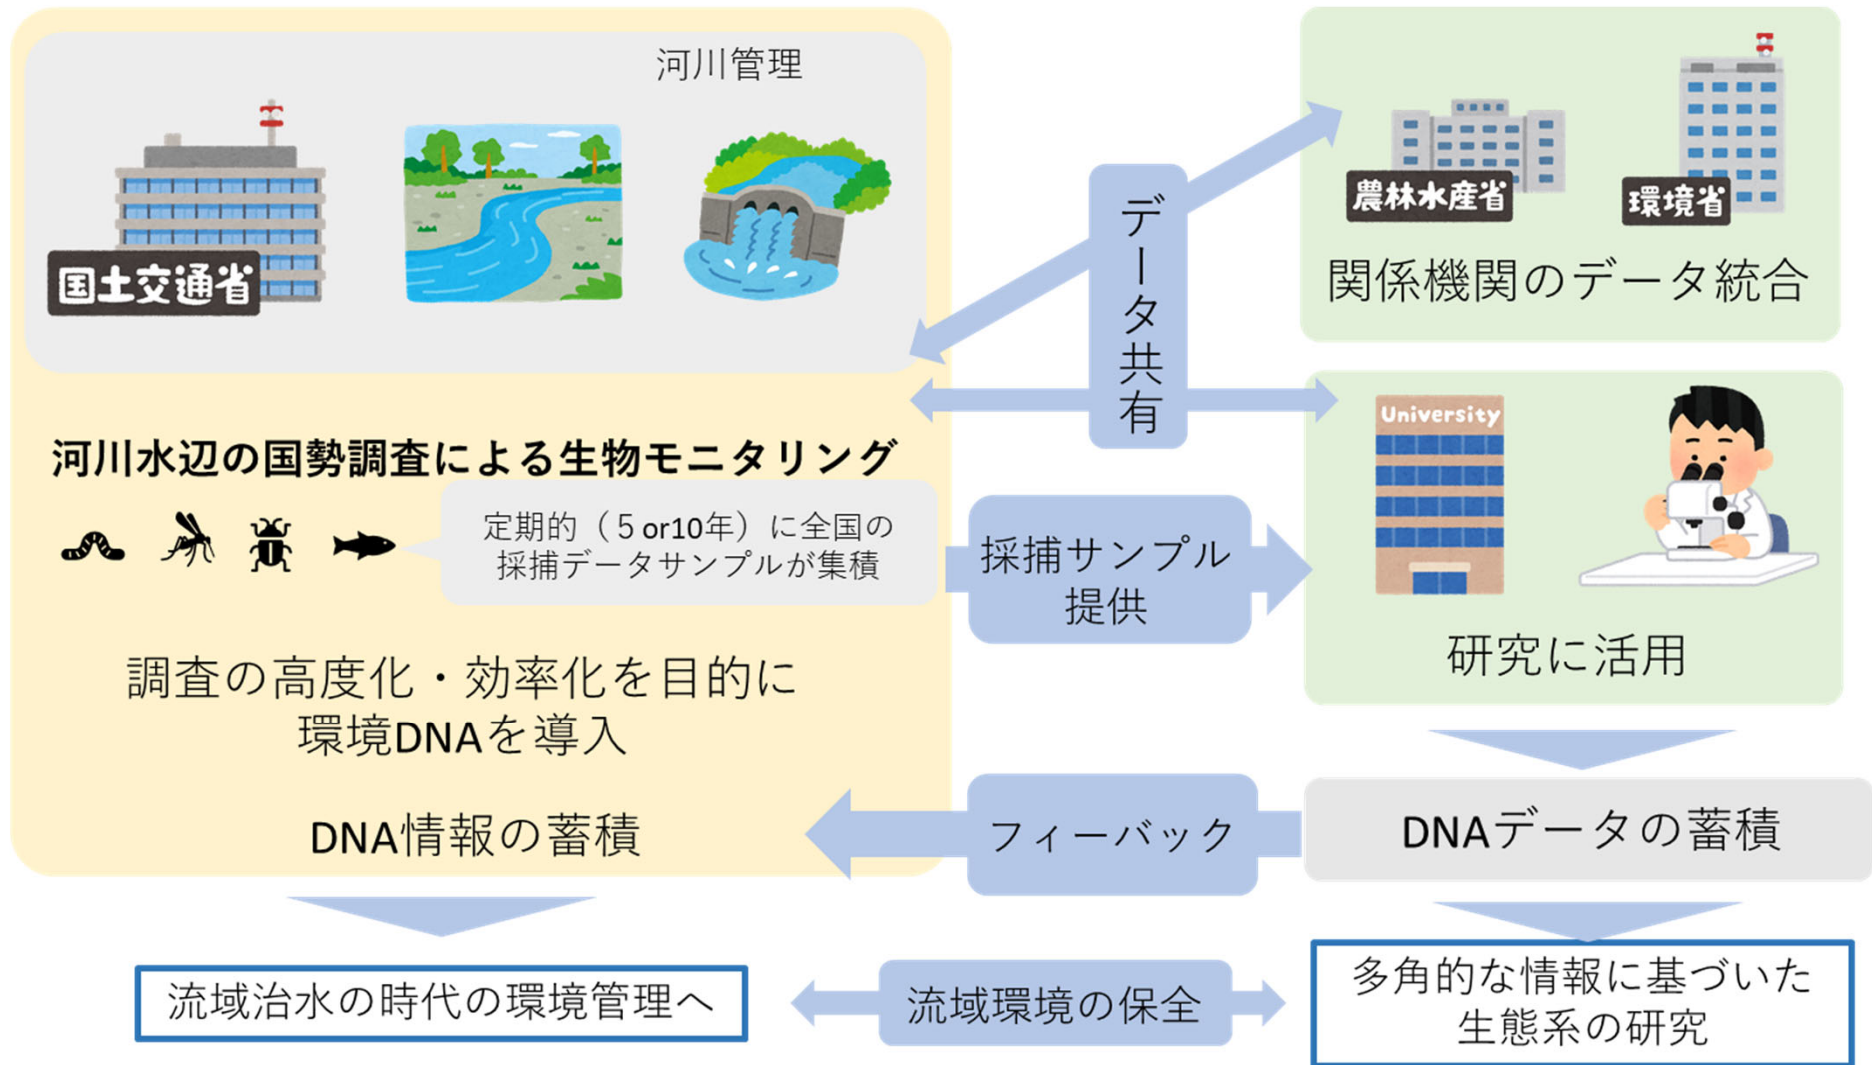 河川管理
国土交通省
河川水辺の国勢調査による生物モニタリング
定期的（５or10年）に全国の
採捕データサンプルが集積
調査の高度化・効率化を目的に
環境DNAを導入
DNA情報の蓄積
流域治水の時代の環境管理へ
データ共有
採捕サンプル
提供
フィーバック
流域環境の保全
農林水産省
環境省
関係機関のデータ統合
University
研究に活用
DNAデータの蓄積
多角的な情報に基づいた
生態系の研究